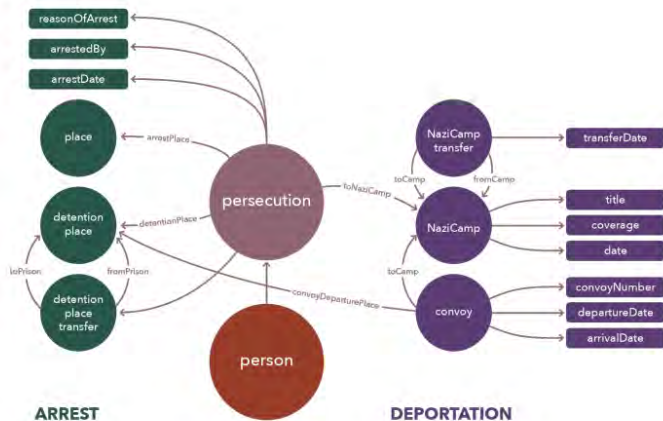 reasonOfArrest
arrestedBy
arrestDate
place
arrestPlace
persecution
detentionPlace
detention
place
toPrison
fromPrison
detention
place
transfer
person
convoyDeparturePlace
toNaziCamp
NaziCamp
transfer
transferDate
toCamp
fromCamp
NaziCamp
title
coverage
date
toCamp
convoy
convoyNumber
departureDate
arrivalDate
ARREST
DEPORTATION